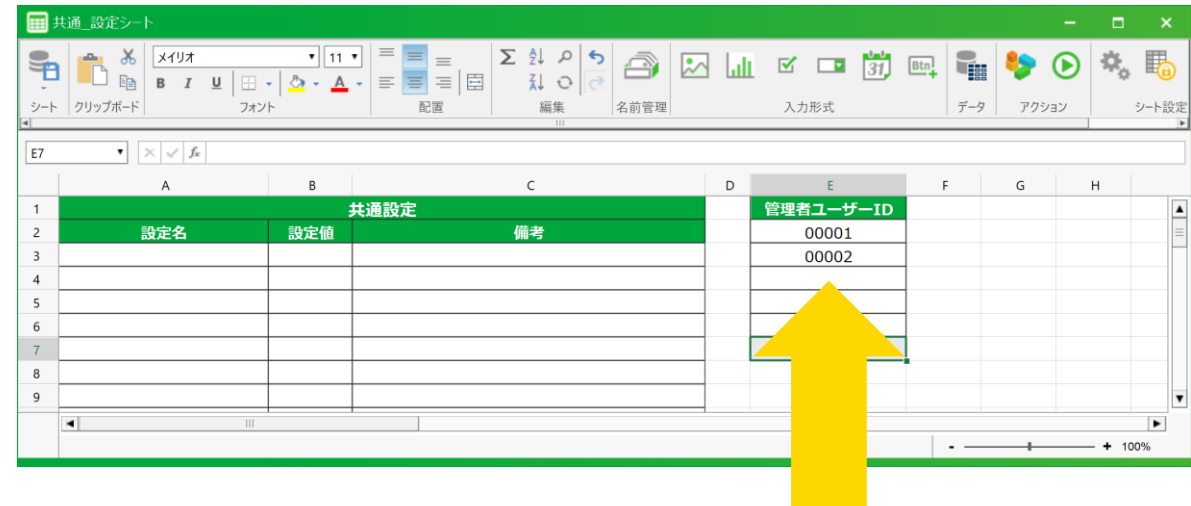 共通_設定シート
メイリオ 11
B I U A
Σ
31 Btn
シート クリップボード フォント 配置 編集 名前管理 入力形式 データ アクション シート設定
E7 fx
A B C D E F G H
1 共通設定 管理者ユーザーID
2 設定名 設定値 備考 00001
3 00002
4
5
6
7
8
9
- + 100%